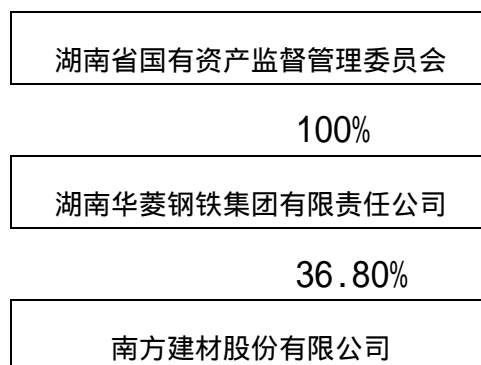 湖南省国有资产监督管理委员会
100%
湖南华菱钢铁集团有限责任公司
36.80%
南方建材股份有限公司